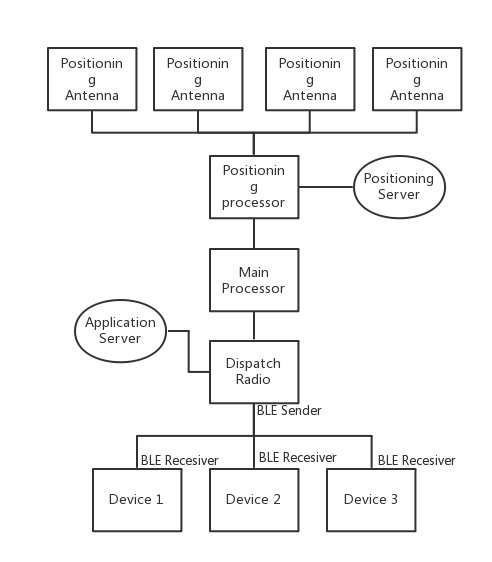 Positionin
g
Antenna
Positionin
g
Antenna
Positionin
g
Antenna
Positionin
g
Antenna
Positionin
g
processor
Positioning
Server
Main
Processor
Application
Server
Dispatch
Radio
BLE Sender
BLE Recesiver
BLE Recesiver
BLE Recesiver
Device 1
Device 2
Device 3